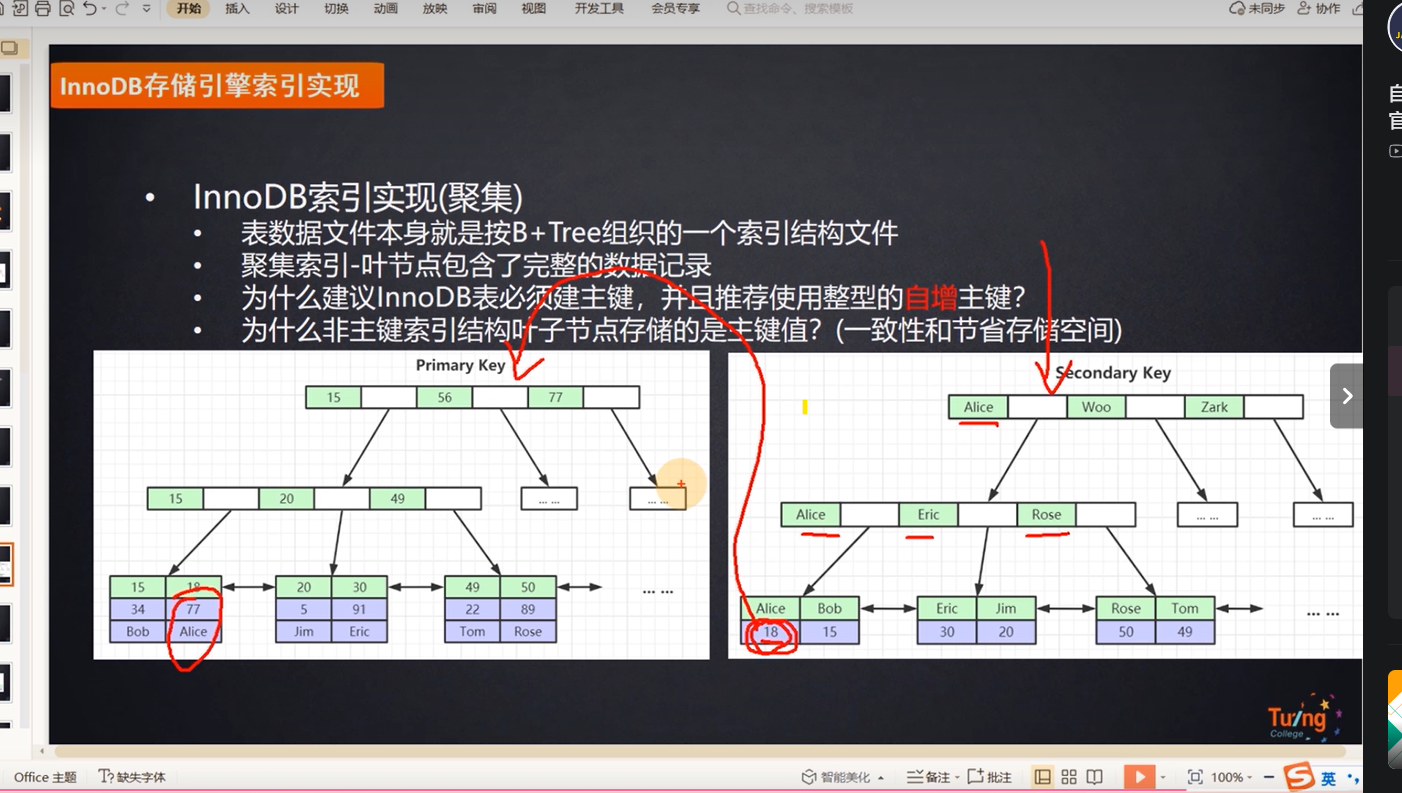 开始 插入 设计 切换 动画 放映 审阅 视图 开发工具 会员专享 查找命令、搜索模板 未同步 协作
InnoDB存储引擎索引实现
• InnoDB索引实现(聚集)
• 表数据文件本身就是按B+Tree组织的一个索引结构文件
• 聚集索引-叶节点包含了完整的数据记录
• 为什么建议InnoDB表必须建主键，并且推荐使用整型的自增主键？
• 为什么非主键索引结构叶子节点存储的是主键值？(一致性和节省存储空间)
Primary Key
15 56 77
15 20 49 ... ... ... ...
15 18 20 30 49 50 ... ...
34 77 5 91 22 89
Bob Alice Jim Eric Tom Rose
Secondary Key
Alice Woo Zark
Alice Eric Rose ... ... ... ...
Alice Bob Eric Jim Rose Tom ... ...
18 15 30 20 50 49
Tu/ing
College
Office 主题 缺失字体 智能美化 备注 批注 100% 英